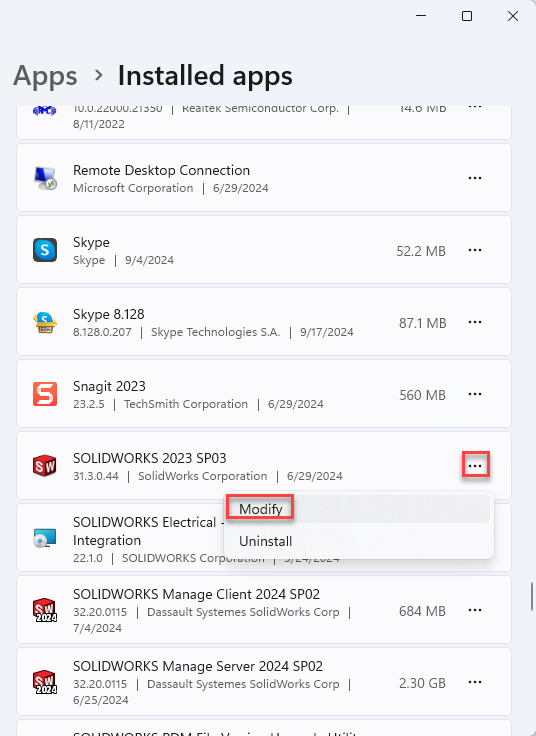 Apps > Installed apps
10.0.22000.21350 | Realtek Semiconductor Corp. | 14.6 MB
8/11/2022
Remote Desktop Connection
Microsoft Corporation | 6/29/2024
Skype
Skype | 9/4/2024
52.2 MB
Skype 8.128
8.128.0.207 | Skype Technologies S.A. | 9/17/2024
87.1 MB
Snagit 2023
23.2.5 | TechSmith Corporation | 6/29/2024
560 MB
SOLIDWORKS 2023 SP03
31.3.0.44 | SolidWorks Corporation | 6/29/2024
Modify
Uninstall
SOLIDWORKS Electrical -
Integration
22.1.0 | SOLIDWORKS Corporation 5/24/2024
SOLIDWORKS Manage Client 2024 SP02
32.20.0115 | Dassault Systemes SolidWorks Corp |
7/4/2024
684 MB
SOLIDWORKS Manage Server 2024 SP02
32.20.0115 | Dassault Systemes SolidWorks Corp |
6/25/2024
2.30 GB
SOLIDWORKS PDM File Version Upgrade Utility